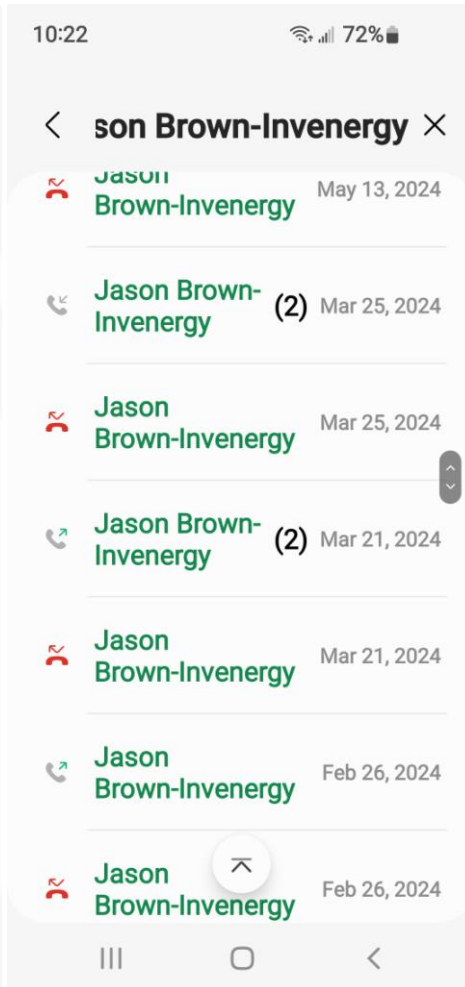 10:22 72%
son Brown-Invenergy
Jason
Brown-Invenergy May 13, 2024
Jason Brown-
Invenergy (2) Mar 25, 2024
Jason
Brown-Invenergy Mar 25, 2024
Jason Brown-
Invenergy (2) Mar 21, 2024
Jason
Brown-Invenergy Mar 21, 2024
Jason
Brown-Invenergy Feb 26, 2024
Jason
Brown-Invenergy Feb 26, 2024